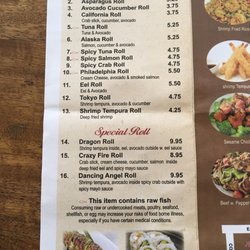 2. Asparagus Roll 3.75
3. Avocado Cucumber Roll 3.75
4. California Roll 3.75
Crab stick, cucumber, avocado
5. Tuna Roll 5.25
Tuna & Avocado
6. Alaska Roll 5.25
Salmon, cucumber & avocado
7. Spicy Tuna Roll 4.75
8. Spicy Salmon Roll 4.75
9. Spicy Crab Roll 4.75
10. Philadelphia Roll 5.50
Cream Cheese, avocado & smoked salmon
11. Eel Roll 5.50
Eel & Avocado
12. Tokyo Roll 4.75
Shrimp tempura, avocado & cucumber
13. Shrimp Tempura Roll 4.25
Deep fried shrimp
Special Roll
14. Dragon Roll 9.95
Shrimp tempura inside, eel, avocado outside w. eel sauce
15. Crazy Fire Roll 9.95
Crab stick, cream cheese, cucumber, salmon inside
deep fried eel sauce and spicy mayo
16. Dancing Angel Roll 9.95
Shrimp tempura, avocado inside spicy crab outside with
spicy mayo sauce
This item contains raw fish
Consuming raw or undercooked meats, poultry, seafood,
shellfish, or egg may increase your risk of food borne illness,
especially if you have certain medical conditions.
Shrimp Fried Rice
shrimp Tempura
Sesame Chicken
Beef w. Pepper